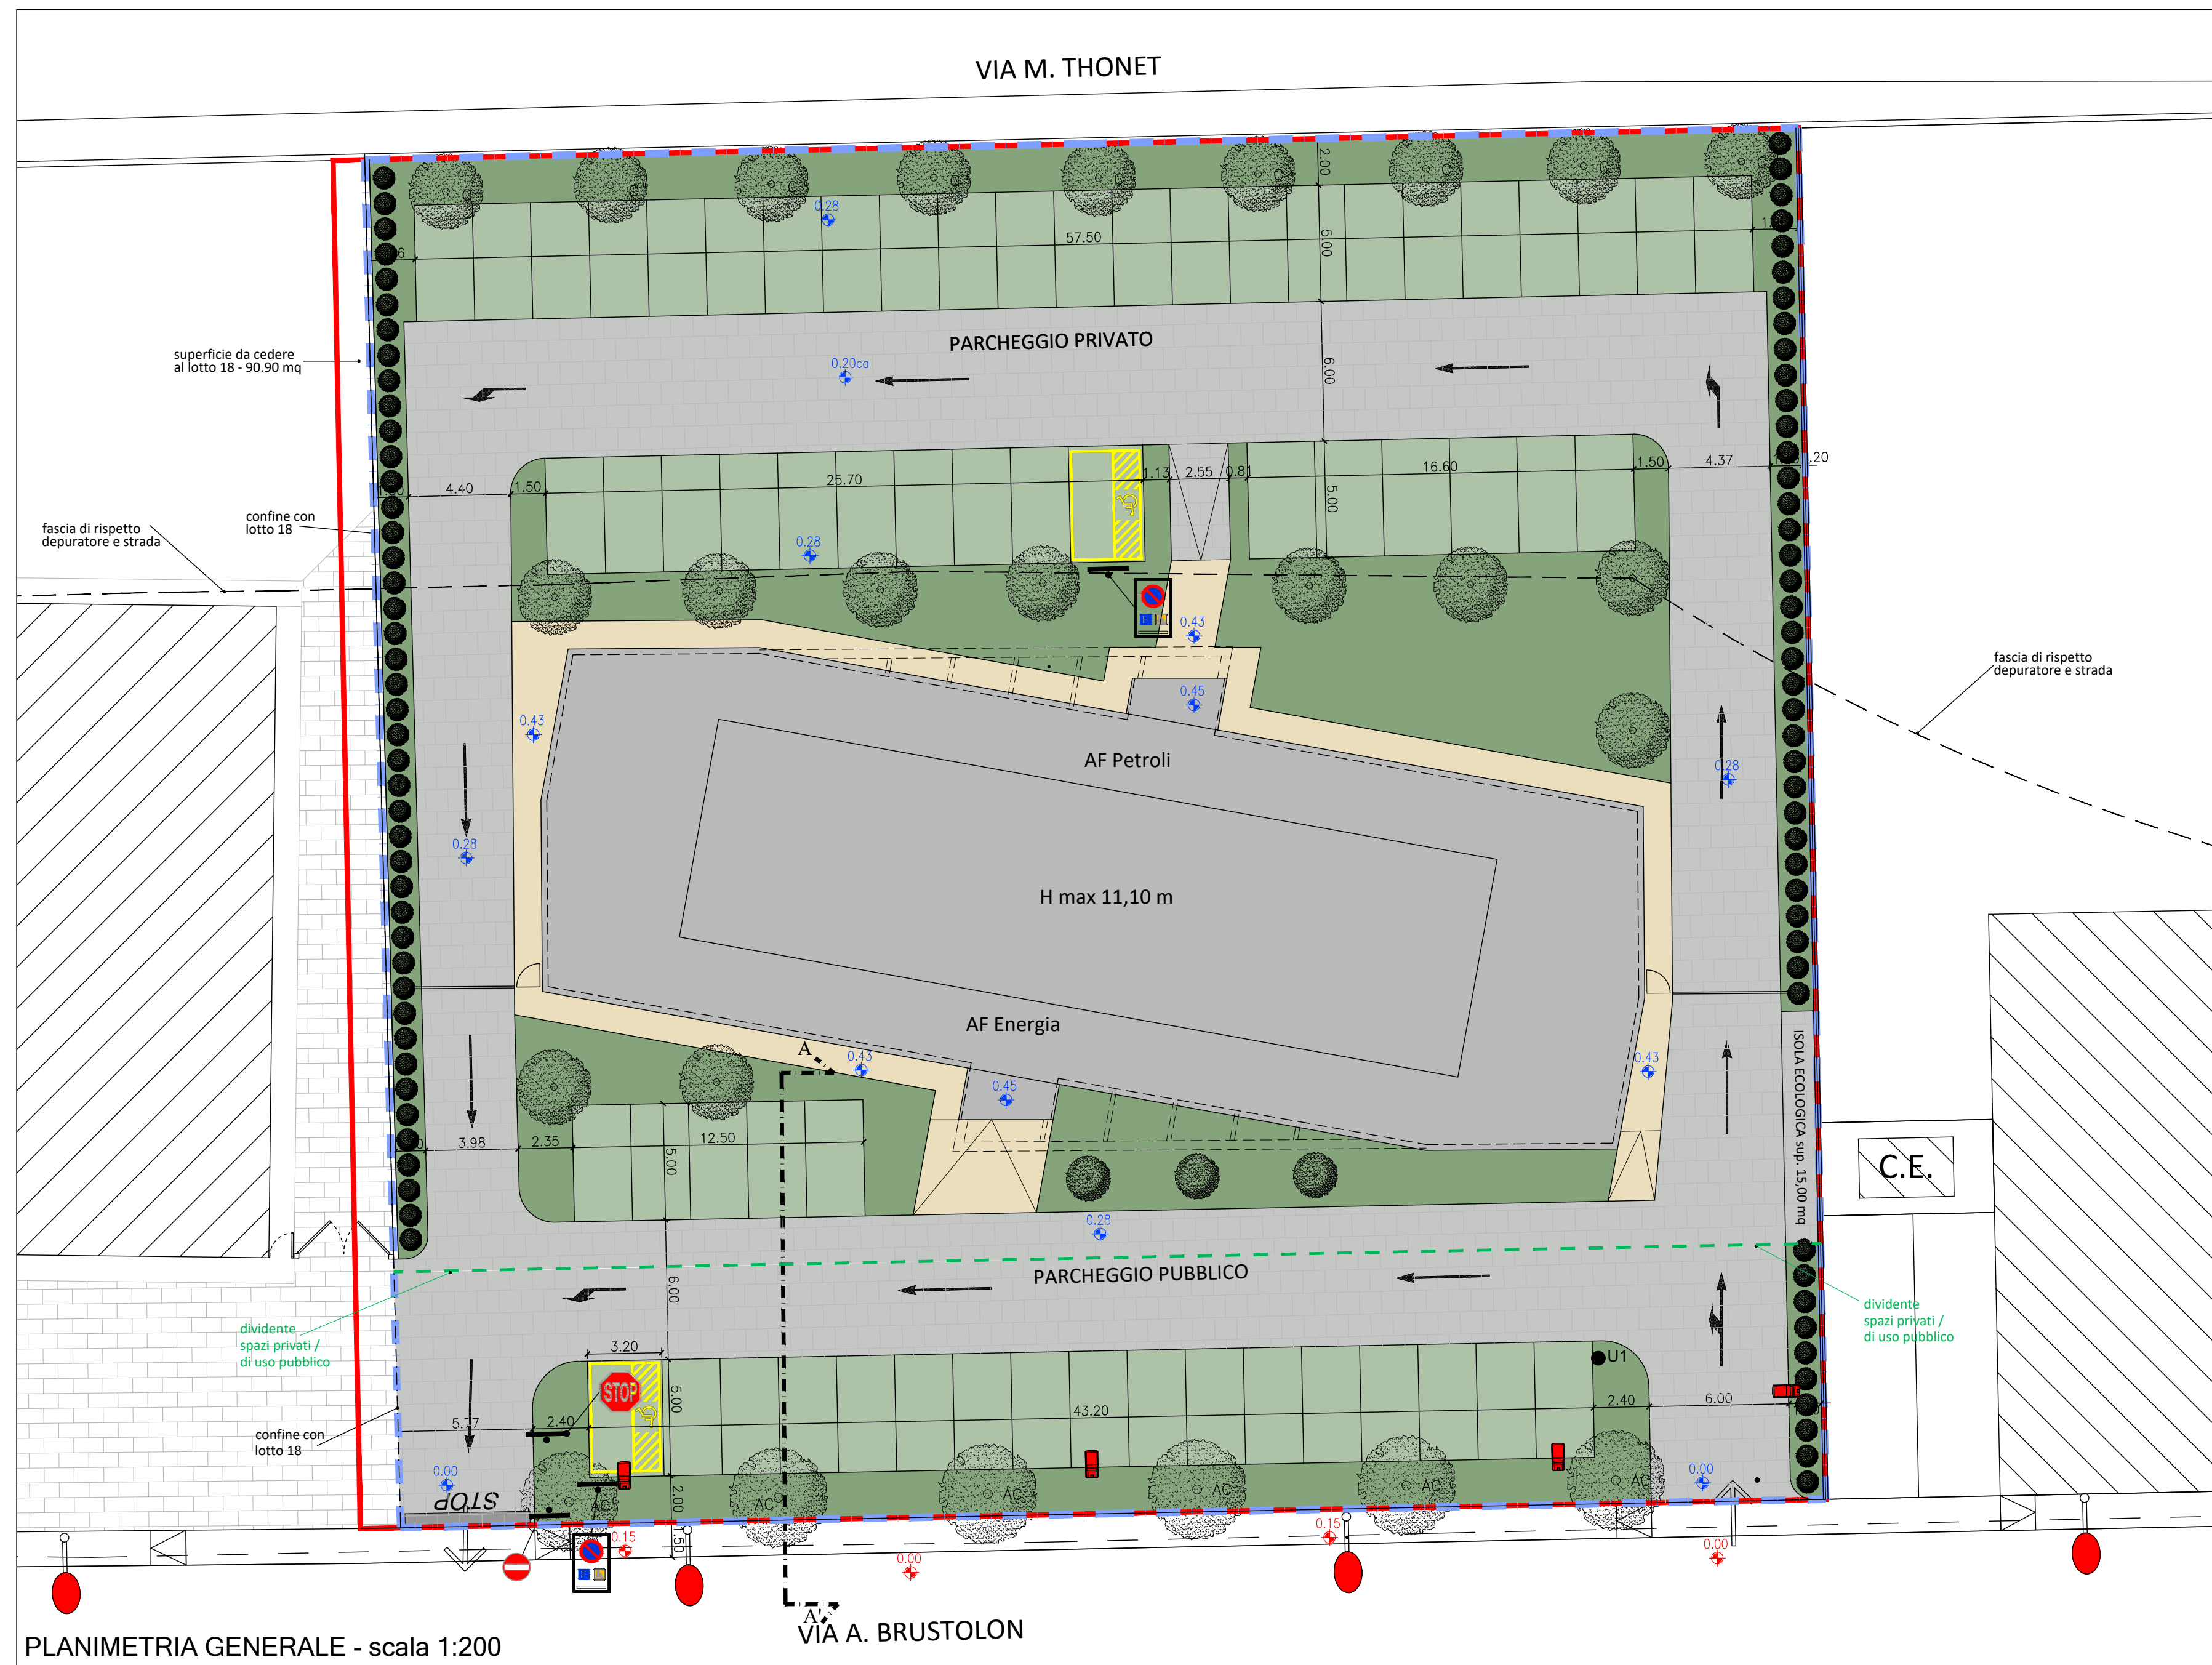 VIA M. THONET
2.00
0.28
57.50
5.00
PARCHEGGIO PRIVATO
superficie da cedere
al lotto 18 - 90.90 mq
0.20ca
6.00
4.40
1.50
25.70
1.13
2.55
0.81
16.60
1.50
4.37
5.00
confine con
lotto 18
fascia di rispetto
depuratore e strada
0.28
0.43
fascia di rispetto
depuratore e strada
0.45
0.43
AF Petroli
0.28
0.28
H max 11,10 m
AF Energia
A
0.43
0.45
0.43
ISOLA ECOLOGICA sup. 15,00 mq
3.98
2.35
12.50
5.00
C.E.
0.28
PARCHEGGIO PUBBLICO
6.00
dividente
spazi privati /
di uso pubblico
dividente
spazi privati /
di uso pubblico
3.20
U1
STOP
5.00
5.77
2.40
43.20
2.40
6.00
confine con
lotto 18
0.00
0.00
STOP
AC
AC
AC
AC
AC
AC
2.00
1.50
0.15
0.15
0.00
0.00
F
A'
VIA A. BRUSTOLON
PLANIMETRIA GENERALE - scala 1:200